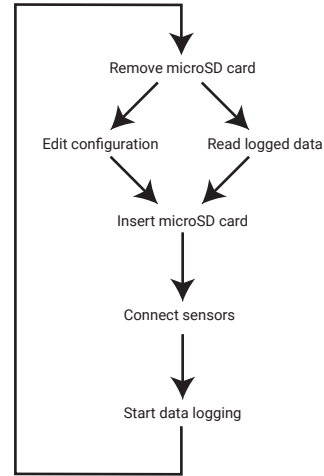 Remove microSD card
Edit configuration
Read logged data
Insert microSD card
Connect sensors
Start data logging